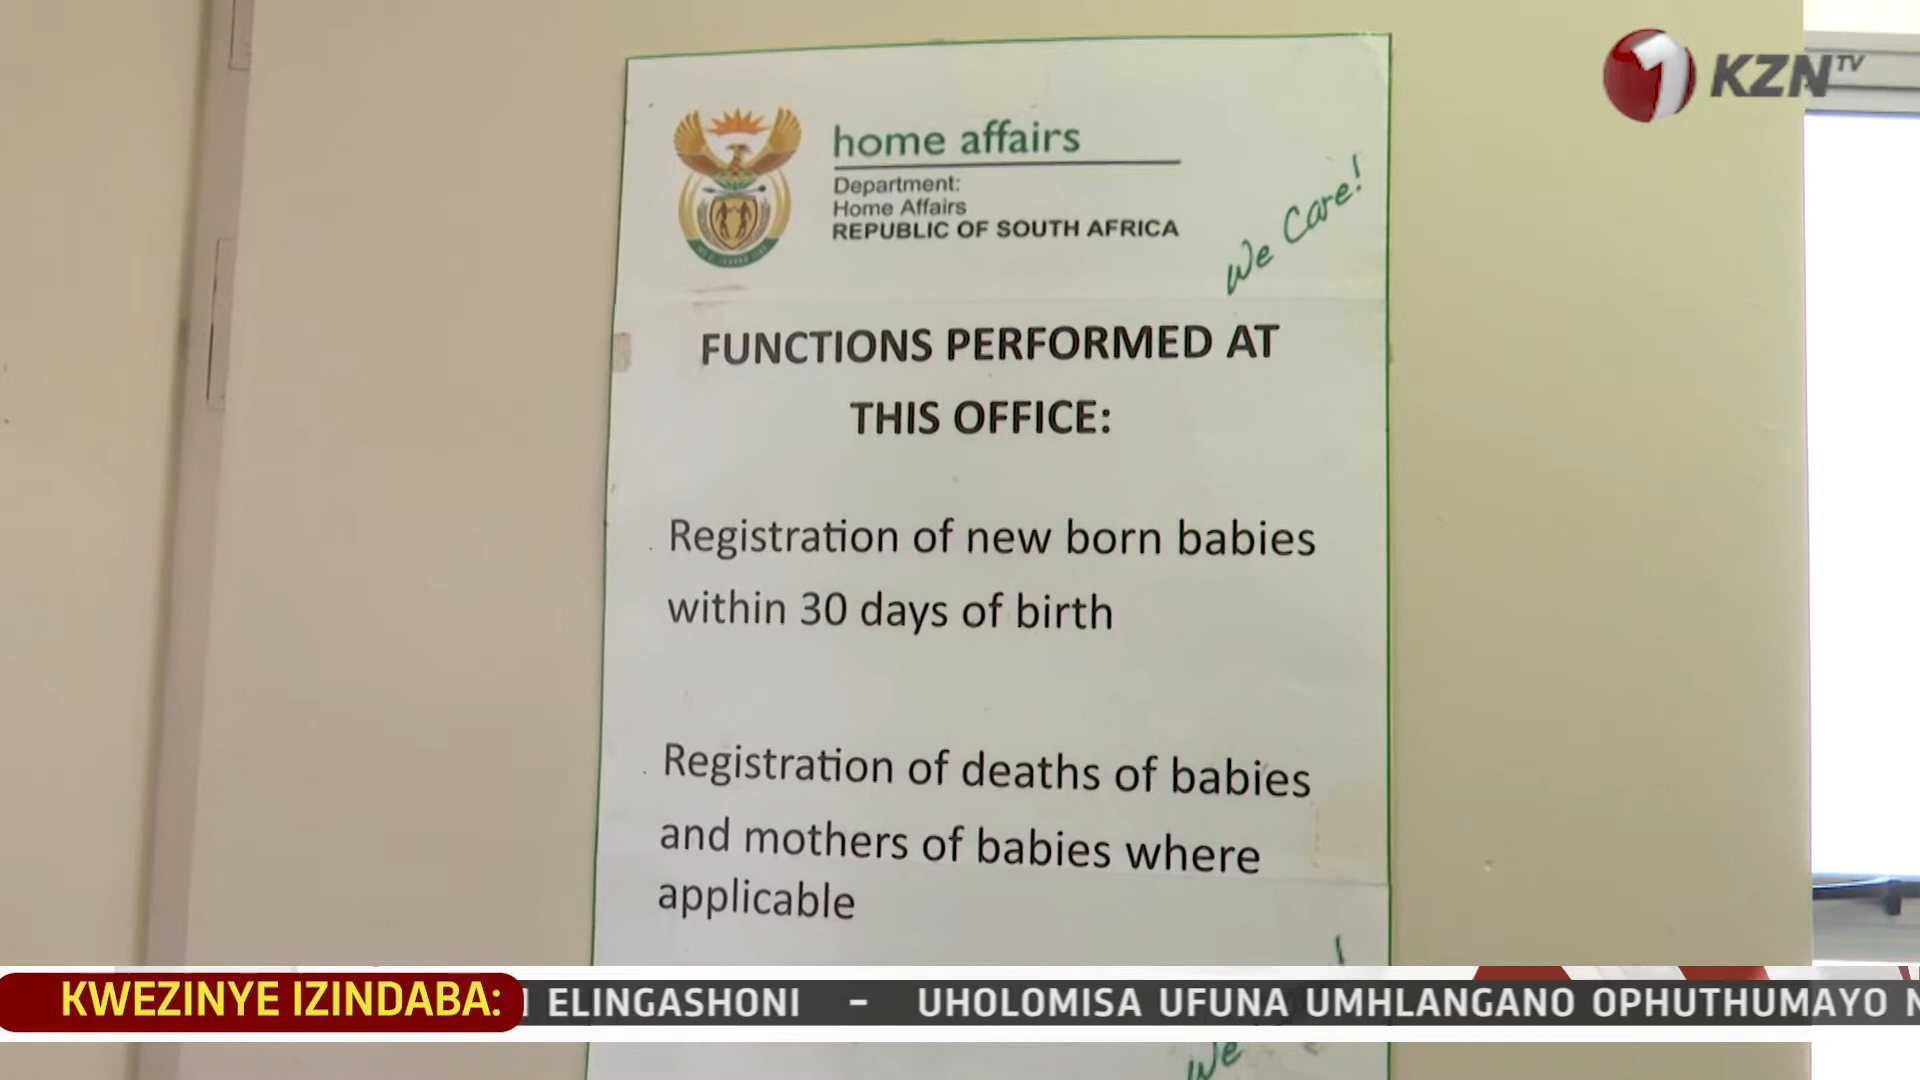 1 KZN TV
home affairs
Department:
Home Affairs
REPUBLIC OF SOUTH AFRICA
We Care!
FUNCTIONS PERFORMED AT
THIS OFFICE:
Registration of new born babies
within 30 days of birth
Registration of deaths of babies
and mothers of babies where
applicable
We
KWEZINYE IZINDABA: ELINGASHONI – UHOLOMISA UFUNA UMHLANGANO OPHUTHUMAYO N